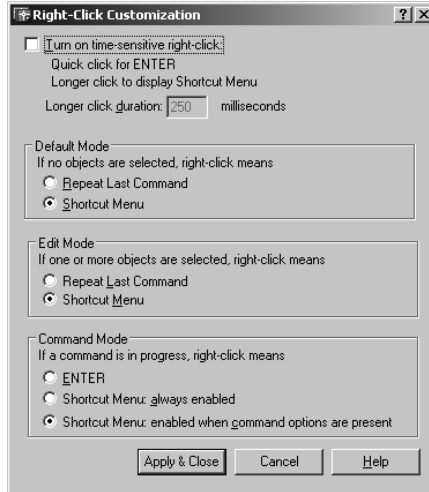 Right-Click Customization
Turn on time-sensitive right-click:
Quick click for ENTER
Longer click to display Shortcut Menu
Longer click duration: 250 milliseconds
Default Mode
If no objects are selected, right-click means
Repeat Last Command
Shortcut Menu
Edit Mode
If one or more objects are selected, right-click means
Repeat Last Command
Shortcut Menu
Command Mode
If a command is in progress, right-click means
ENTER
Shortcut Menu: always enabled
Shortcut Menu: enabled when command options are present
Apply & Close Cancel Help